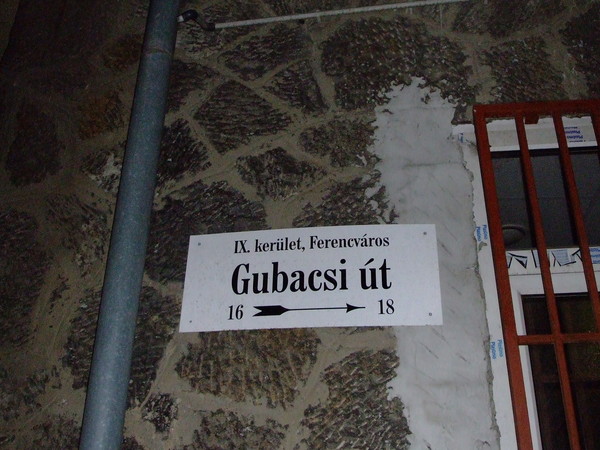 IX. kerület, Ferencváros
Gubacsi út
16 18